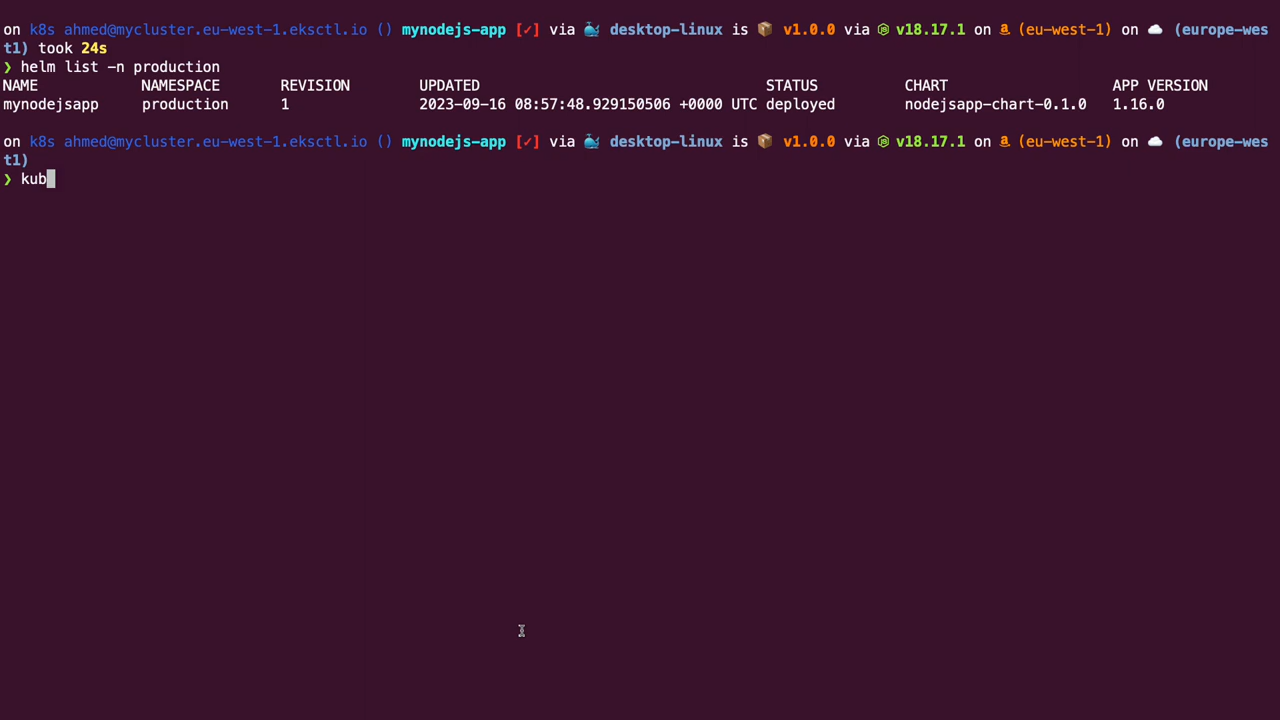 on k8s ahmed@mycluster.eu-west-1.eksctl.io () mynodejs-app [✓] via 🐳 desktop-linux is 📦 v1.0.0 via v18.17.1 on a (eu-west-1) on ☁️ (europe-wes
t1) took 24s
❯ helm list -n production
NAME NAMESPACE REVISION UPDATED STATUS CHART APP VERSION
mynodejsapp production 1 2023-09-16 08:57:48.929150506 +0000 UTC deployed nodejsapp-chart-0.1.0 1.16.0
on k8s ahmed@mycluster.eu-west-1.eksctl.io () mynodejs-app [✓] via 🐳 desktop-linux is 📦 v1.0.0 via v18.17.1 on a (eu-west-1) on ☁️ (europe-wes
t1)
❯ kub